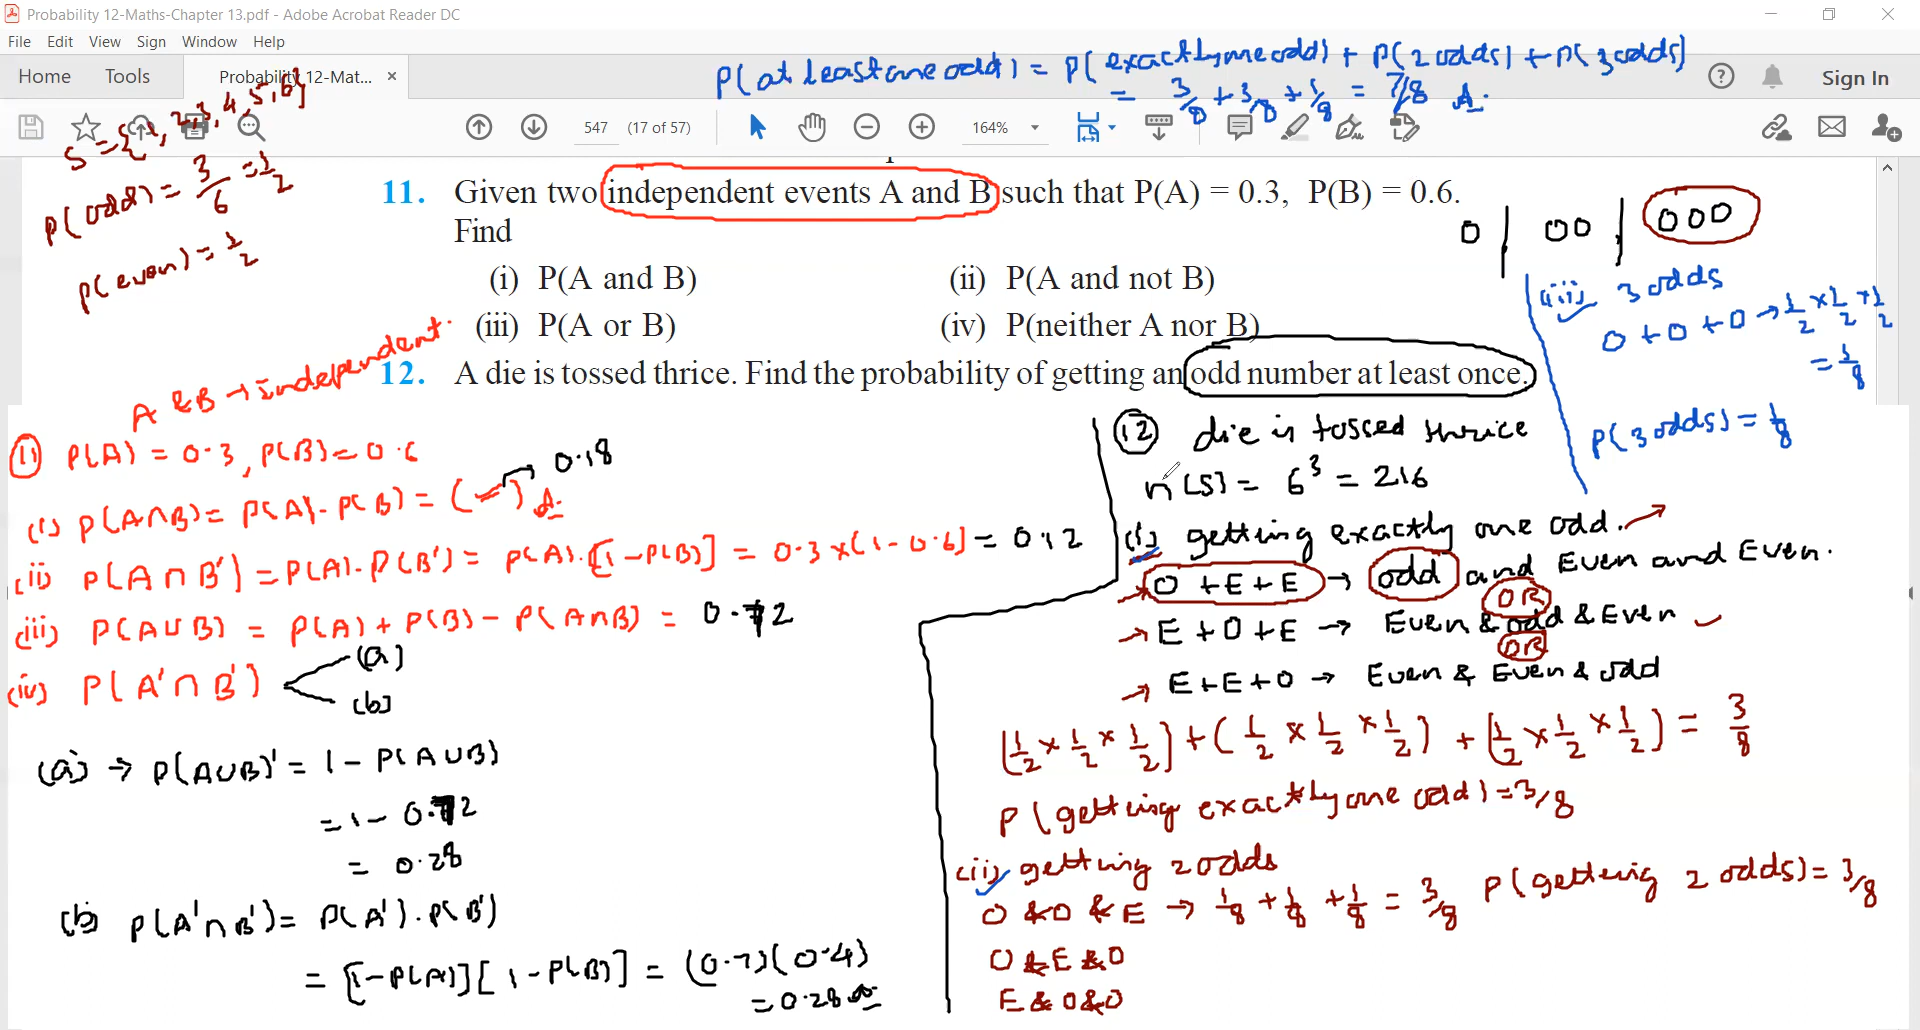 Probability 12-Maths-Chapter 13.pdf - Adobe Acrobat Reader DC
File Edit View Sign Window Help
Home Tools Probability 12-Mat... × Sign In
P(at least one odd) = P(exactly one odd) + P(2 odds) + P(3 odds)
= 3/8 + 3/8 + 1/8 = 7/8 A.
547 (17 of 57) 164%
S = {1, 2, 3, 4, 5, 6}
P(odd) = 3/6 = 1/2
P(even) = 1/2
11. Given two independent events A and B such that P(A) = 0.3, P(B) = 0.6.
Find
(i) P(A and B) (ii) P(A and not B)
(iii) P(A or B) (iv) P(neither A nor B)
12. A die is tossed thrice. Find the probability of getting an odd number at least once.
O | OO | OOO
(iii) 3 odds
O + O + O → 1/2 × 1/2 × 1/2
= 1/8
P(3 odds) = 1/8
A & B → independent.
11 P(A) = 0.3, P(B) = 0.6
(i) P(A∩B) = P(A) . P(B) = ( ) A 0.18
(ii) P(A∩B') = P(A) . P(B') = P(A) . [1 - P(B)] = 0.3 × (1 - 0.6] = 0.12
(iii) P(A∪B) = P(A) + P(B) - P(A∩B) = 0.72
(iv) P(A'∩B') (a)
(b)
(a) → P(A∪B)' = 1 - P(A∪B)
= 1 - 0.72
= 0.28
(b) P(A'∩B') = P(A') . P(B')
= [1 - P(A)] [1 - P(B)] = (0.7)(0.4)
= 0.28 A
12 die is tossed thrice
n(S) = 6³ = 216
(i) getting exactly one odd.
O + E + E → odd and Even and Even.
OR
E + O + E → Even & odd & Even
OR
E + E + O → Even & Even & odd
(1/2 × 1/2 × 1/2) + (1/2 × 1/2 × 1/2) + (1/2 × 1/2 × 1/2) = 3/8
P(getting exactly one odd) = 3/8
(ii) getting 2 odds
O & O & E → 1/8 + 1/8 + 1/8 = 3/8 P(getting 2 odds) = 3/8
O & E & O
E & O & O